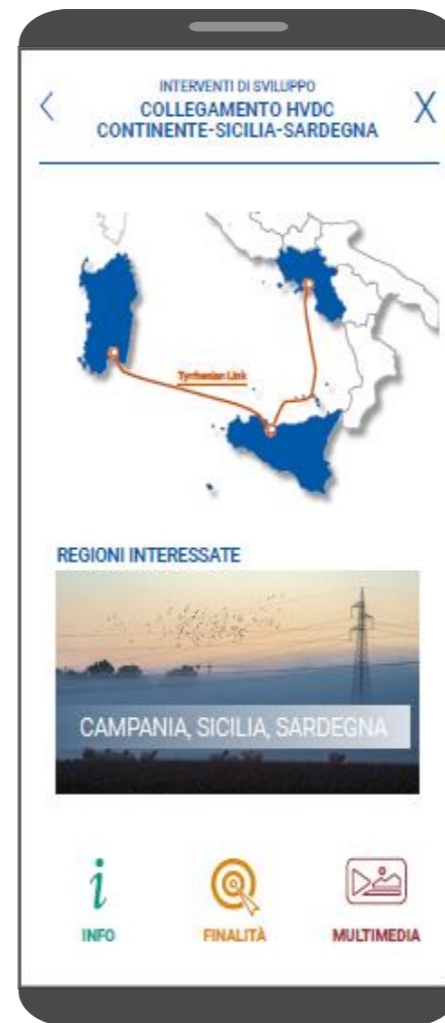 INTERVENTI DI SVILUPPO
COLLEGAMENTO HVDC
CONTINENTE-SICILIA-SARDEGNA
Tyrrhenian Link
REGIONI INTERESSATE
CAMPANIA, SICILIA, SARDEGNA
INFO
FINALITÀ
MULTIMEDIA